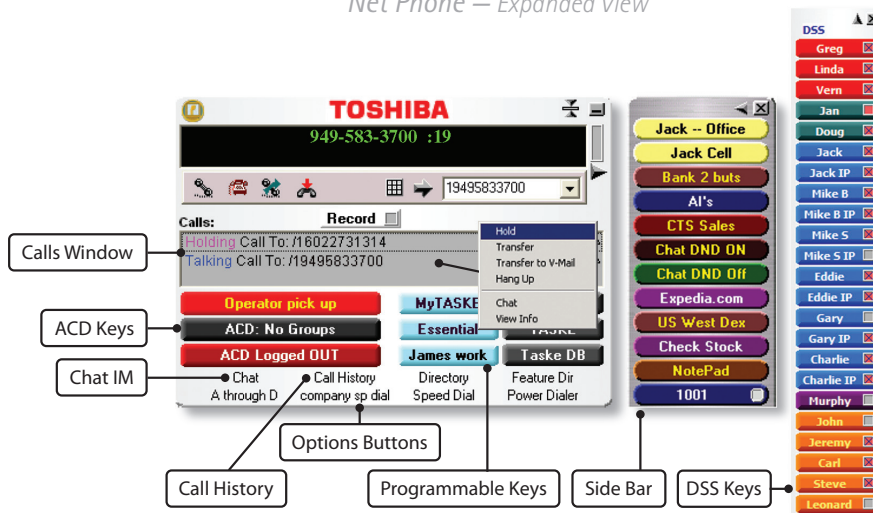 Net Phone — Expanded View
TOSHIBA
949-583-3700 :19
19495833700
Calls:
Record
Holding Call To: /16022731314
Talking Call To: /19495833700
Hold
Transfer
Transfer to V-Mail
Hang Up
Chat
View Info
Operator pick up
MyTASKE
ACD: No Groups
Essential
TASKE
ACD Logged OUT
James work
Taske DB
Chat
Call History
Directory
Feature Dir
A through D
company sp dial
Speed Dial
Power Dialer
Jack -- Office
Jack Cell
Bank 2 buts
AI's
CTS Sales
Chat DND ON
Chat DND Off
Expedia.com
US West Dex
Check Stock
NotePad
1001
DSS
Greg
Linda
Vern
Jan
Doug
Jack
Jack IP
Mike B
Mike B IP
Mike S
Mike S IP
Eddie
Eddie IP
Gary
Gary IP
Charlie
Charlie IP
Murphy
John
Jeremy
Carl
Steve
Leonard
Calls Window
ACD Keys
Chat IM
Options Buttons
Call History
Programmable Keys
Side Bar
DSS Keys